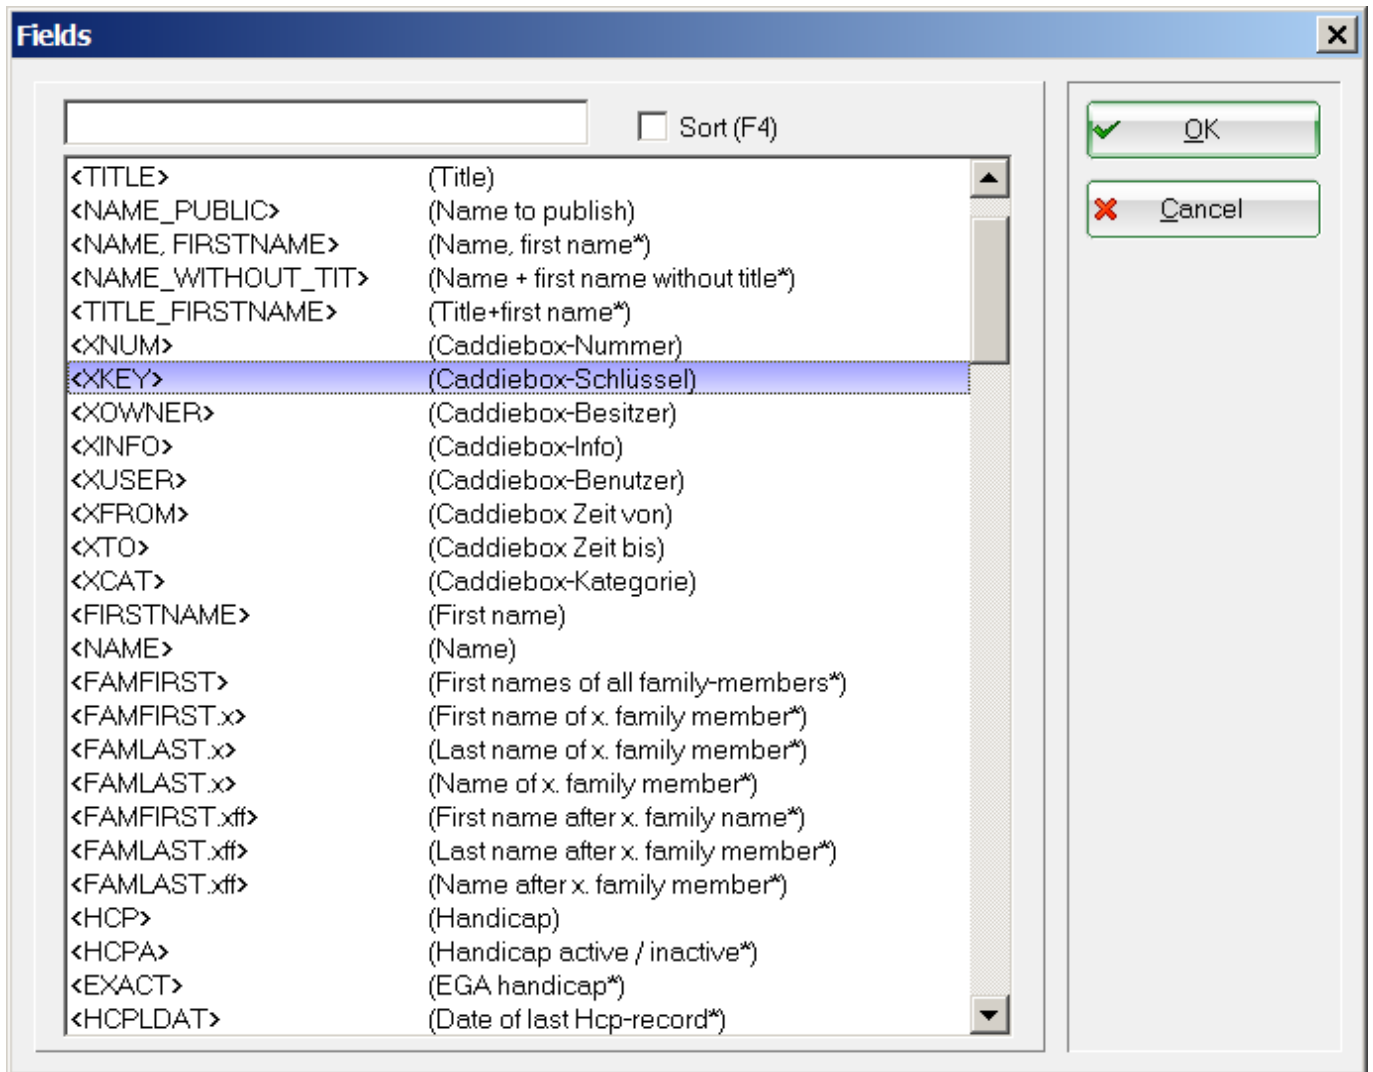 Fields
Sort (F4)
OK
Cancel
<TITLE> (Title)
<NAME_PUBLIC> (Name to publish)
<NAME, FIRSTNAME> (Name, first name*)
<NAME_WITHOUT_TIT> (Name + first name without title*)
<TITLE_FIRSTNAME> (Title+first name*)
<XNUM> (Caddiebox-Nummer)
<XKEY> (Caddiebox-Schlüssel)
<XOWNER> (Caddiebox-Besitzer)
<XINFO> (Caddiebox-Info)
<XUSER> (Caddiebox-Benutzer)
<XFROM> (Caddiebox Zeit von)
<XTO> (Caddiebox Zeit bis)
<XCAT> (Caddiebox-Kategorie)
<FIRSTNAME> (First name)
<NAME> (Name)
<FAMFIRST> (First names of all family-members*)
<FAMFIRST.x> (First name of x. family member*)
<FAMLAST.x> (Last name of x. family member*)
<FAMLAST.x> (Name of x. family member*)
<FAMFIRST.xff> (First name after x. family name*)
<FAMLAST.xff> (Last name after x. family member*)
<FAMLAST.xff> (Name after x. family member*)
<HCP> (Handicap)
<HCPA> (Handicap active / inactive*)
<EXACT> (EGA handicap*)
<HCPLDAT> (Date of last Hcp-record*)